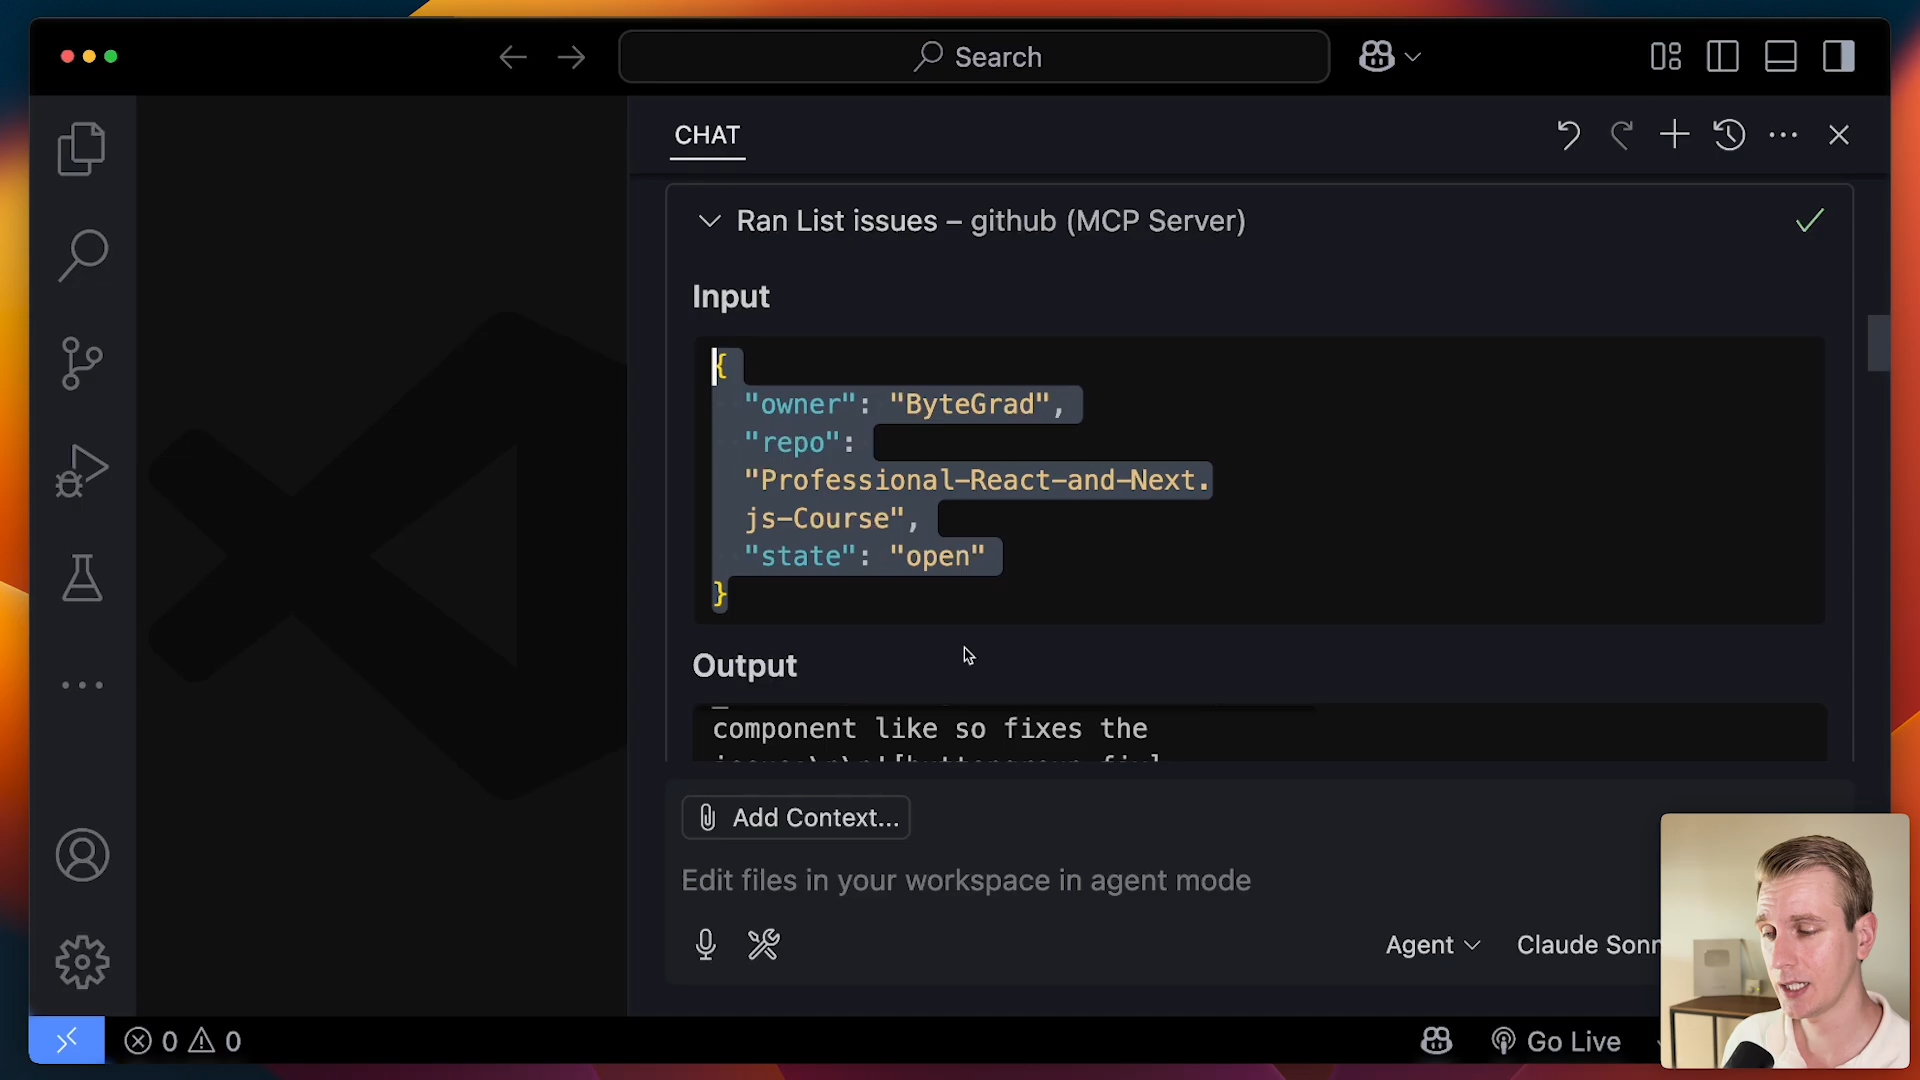 Search
CHAT
Ran List issues – github (MCP Server)
Input
{
"owner": "ByteGrad",
"repo":
"Professional-React-and-Next.
js-Course",
"state": "open"
}
Output
component like so fixes the
Add Context...
Edit files in your workspace in agent mode
Agent
Claude Sonn
0 0
Go Live